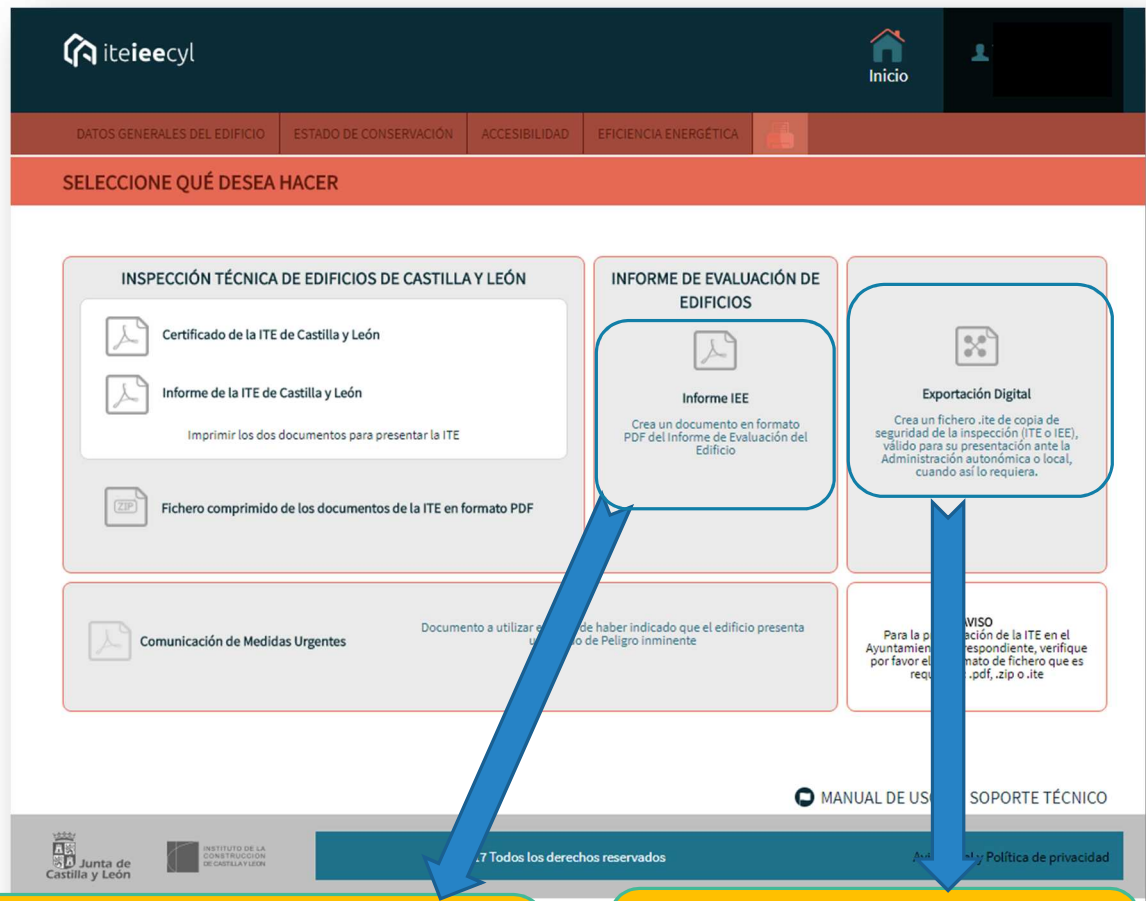 iteieecyl
Inicio
DATOS GENERALES DEL EDIFICIO
ESTADO DE CONSERVACIÓN
ACCESIBILIDAD
EFICIENCIA ENERGÉTICA
SELECCIONE QUÉ DESEA HACER
INSPECCIÓN TÉCNICA DE EDIFICIOS DE CASTILLA Y LEÓN
Certificado de la ITE de Castilla y León
Informe de la ITE de Castilla y León
Imprimir los dos documentos para presentar la ITE
ZIP
Fichero comprimido de los documentos de la ITE en formato PDF
INFORME DE EVALUACIÓN DE
EDIFICIOS
Informe IEE
Crea un documento en formato
PDF del Informe de Evaluación del
Edificio
Exportación Digital
Crea un fichero .ite de copia de
seguridad de la inspección (ITE o IEE),
válido para su presentación ante la
Administración autonómica o local,
cuando así lo requiera.
Comunicación de Medidas Urgentes
Documento a utilizar de haber indicado que el edificio presenta
de Peligro inminente
Para la de la ITE en el
verifique
por favor de fichero que es
.pdf, .zip o .ite
MANUAL DE SOPORTE TÉCNICO
Junta de
Castilla y León
INSTITUTO DE LA
CONSTRUCCIÓN
DE CASTILLA Y LEÓN
Todos los derechos reservados
y Política de privacidad